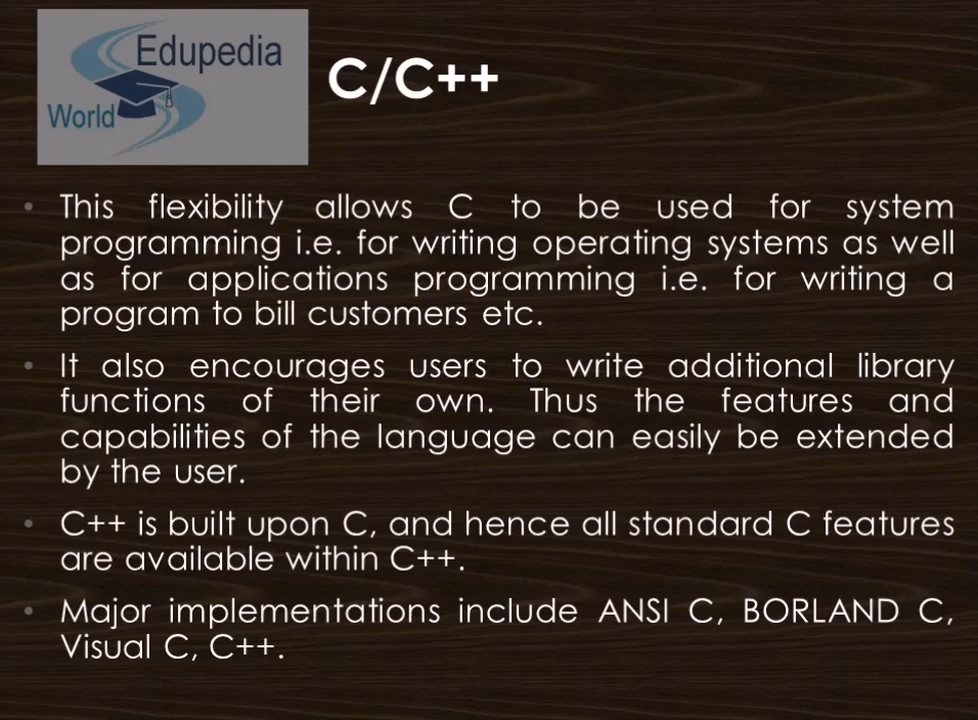 Edupedia
World
C/C++
• This flexibility allows C to be used for system
programming i.e. for writing operating systems as well
as for applications programming i.e. for writing a
program to bill customers etc.
• It also encourages users to write additional library
functions of their own. Thus the features and
capabilities of the language can easily be extended
by the user.
• C++ is built upon C, and hence all standard C features
are available within C++.
• Major implementations include ANSI C, BORLAND C,
Visual C, C++.